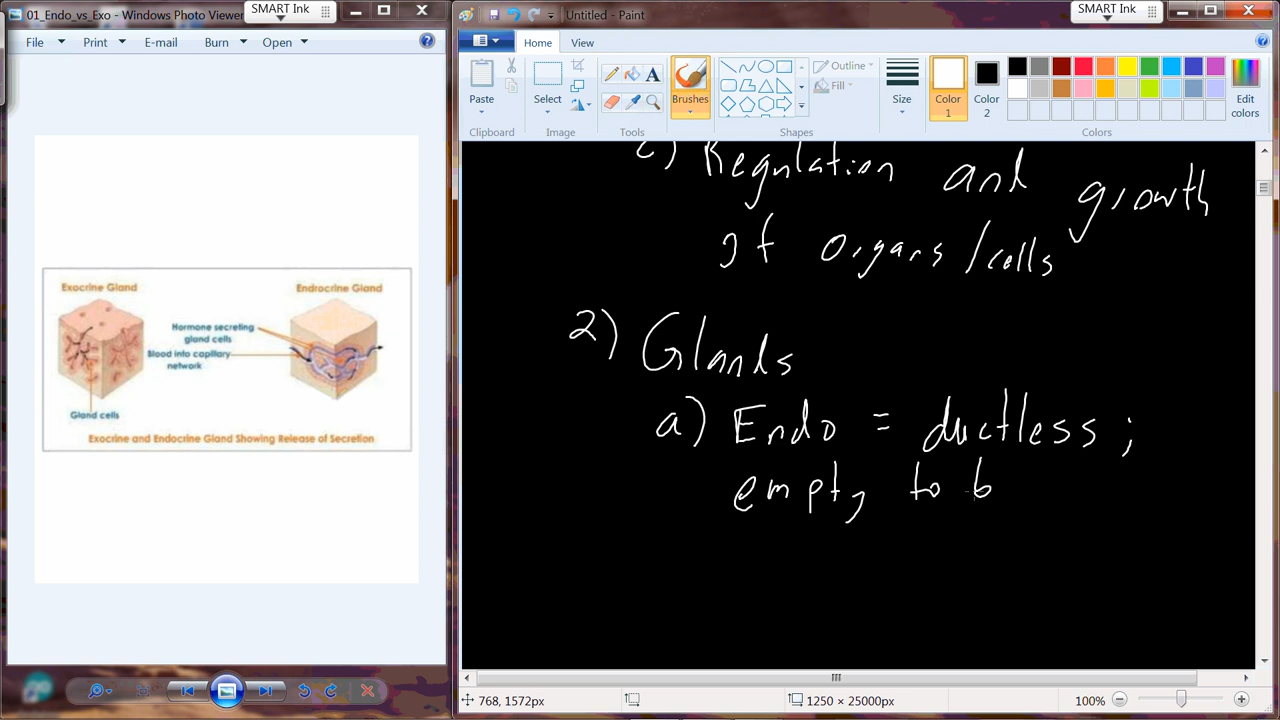 01_Endo_vs_Exo - Windows Photo Viewer
SMART Ink
File Print E-mail Burn Open
Exocrine Gland
Endrocrine Gland
Hormone secreting
gland cells
Blood into capillary
network
Gland cells
Exocrine and Endocrine Gland Showing Release of Secretion
Untitled - Paint
SMART Ink
Home View
Paste
Select
Brushes
Outline
Fill
Size
Color
1
Color
2
Edit
colors
Clipboard Image Tools Shapes Colors
c) Regulation and growth
of organs/cells
2) Glands
a) Endo = ductless ;
empty to b
768, 1572px
1250 × 25000px
100%